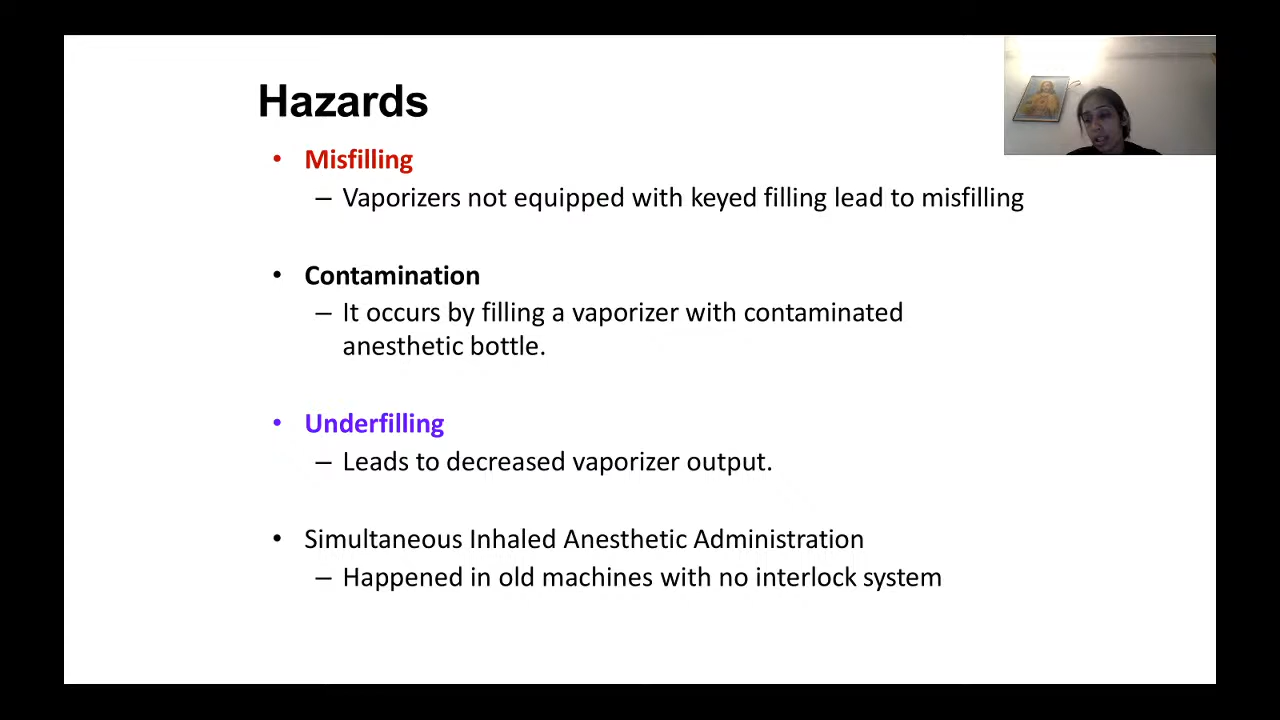 Hazards
• Misfilling
– Vaporizers not equipped with keyed filling lead to misfilling
• Contamination
– It occurs by filling a vaporizer with contaminated
anesthetic bottle.
• Underfilling
– Leads to decreased vaporizer output.
• Simultaneous Inhaled Anesthetic Administration
– Happened in old machines with no interlock system